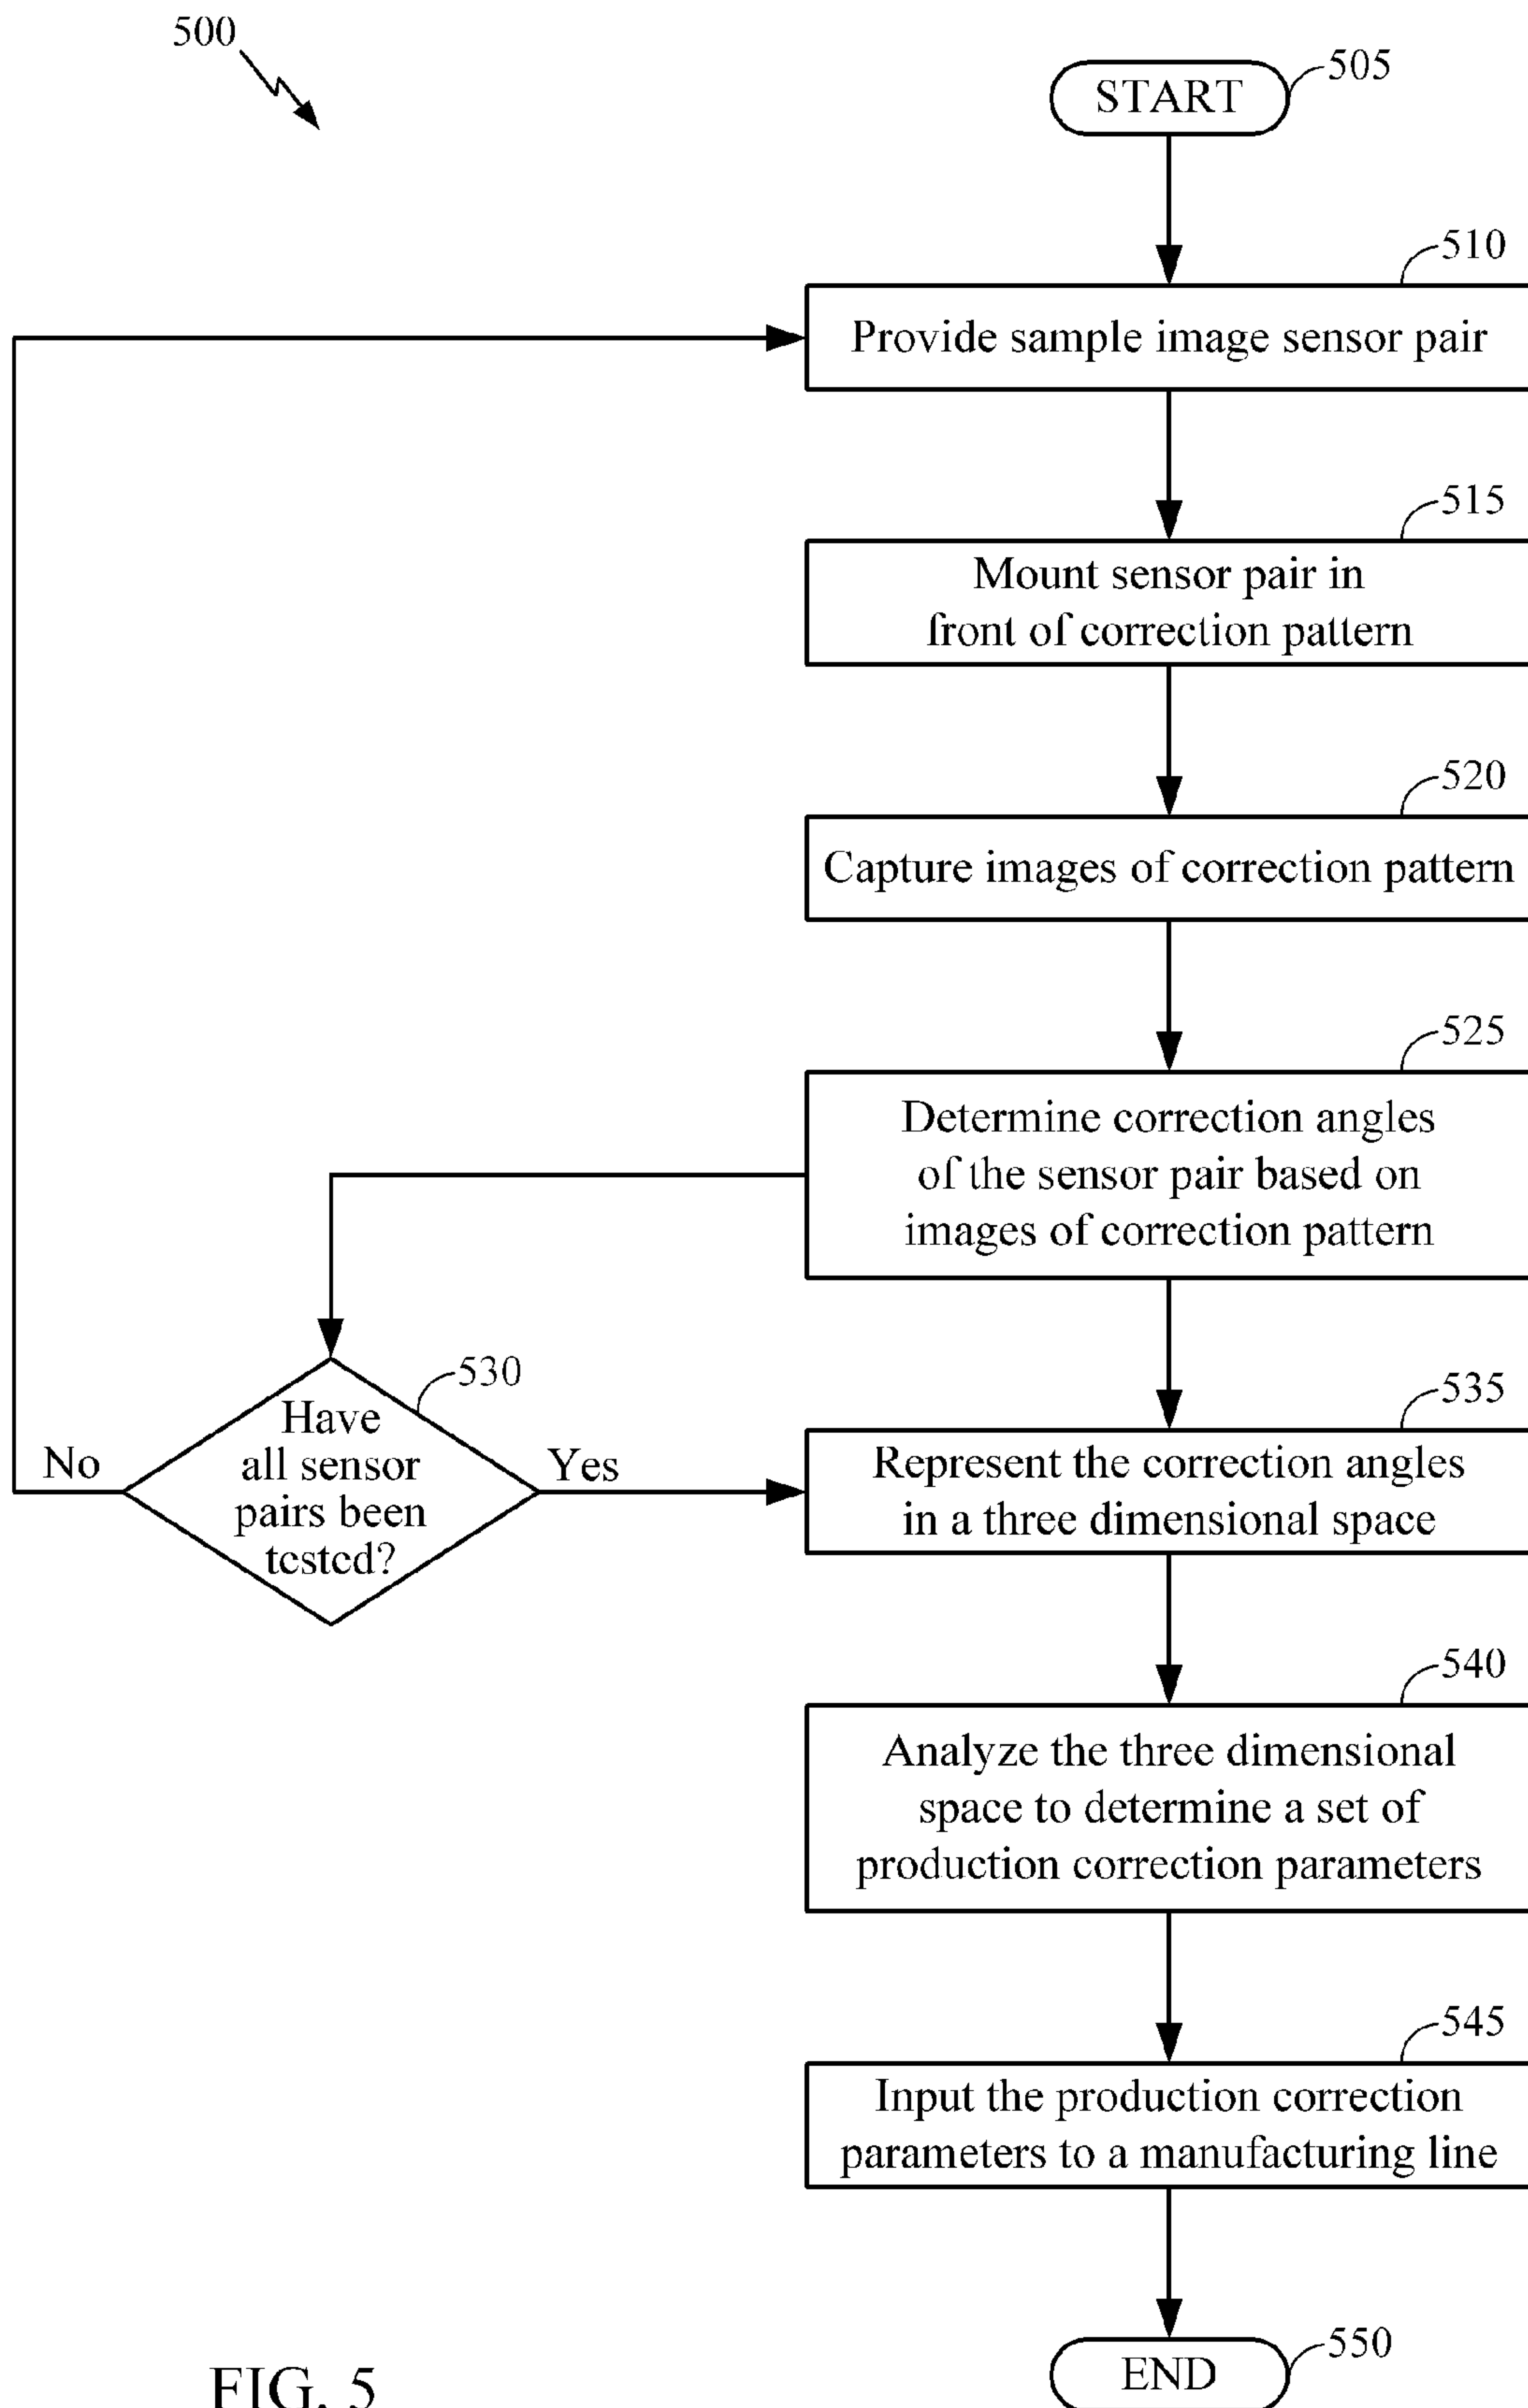 500
START
505
510
Provide sample image sensor pair
515
Mount sensor pair in
front of correction pattern
520
Capture images of correction pattern
525
Determine correction angles
of the sensor pair based on
images of correction pattern
530
Have
all sensor
pairs been
tested?
No
Yes
535
Represent the correction angles
in a three dimensional space
540
Analyze the three dimensional
space to determine a set of
production correction parameters
545
Input the production correction
parameters to a manufacturing line
550
END
FIG. 5